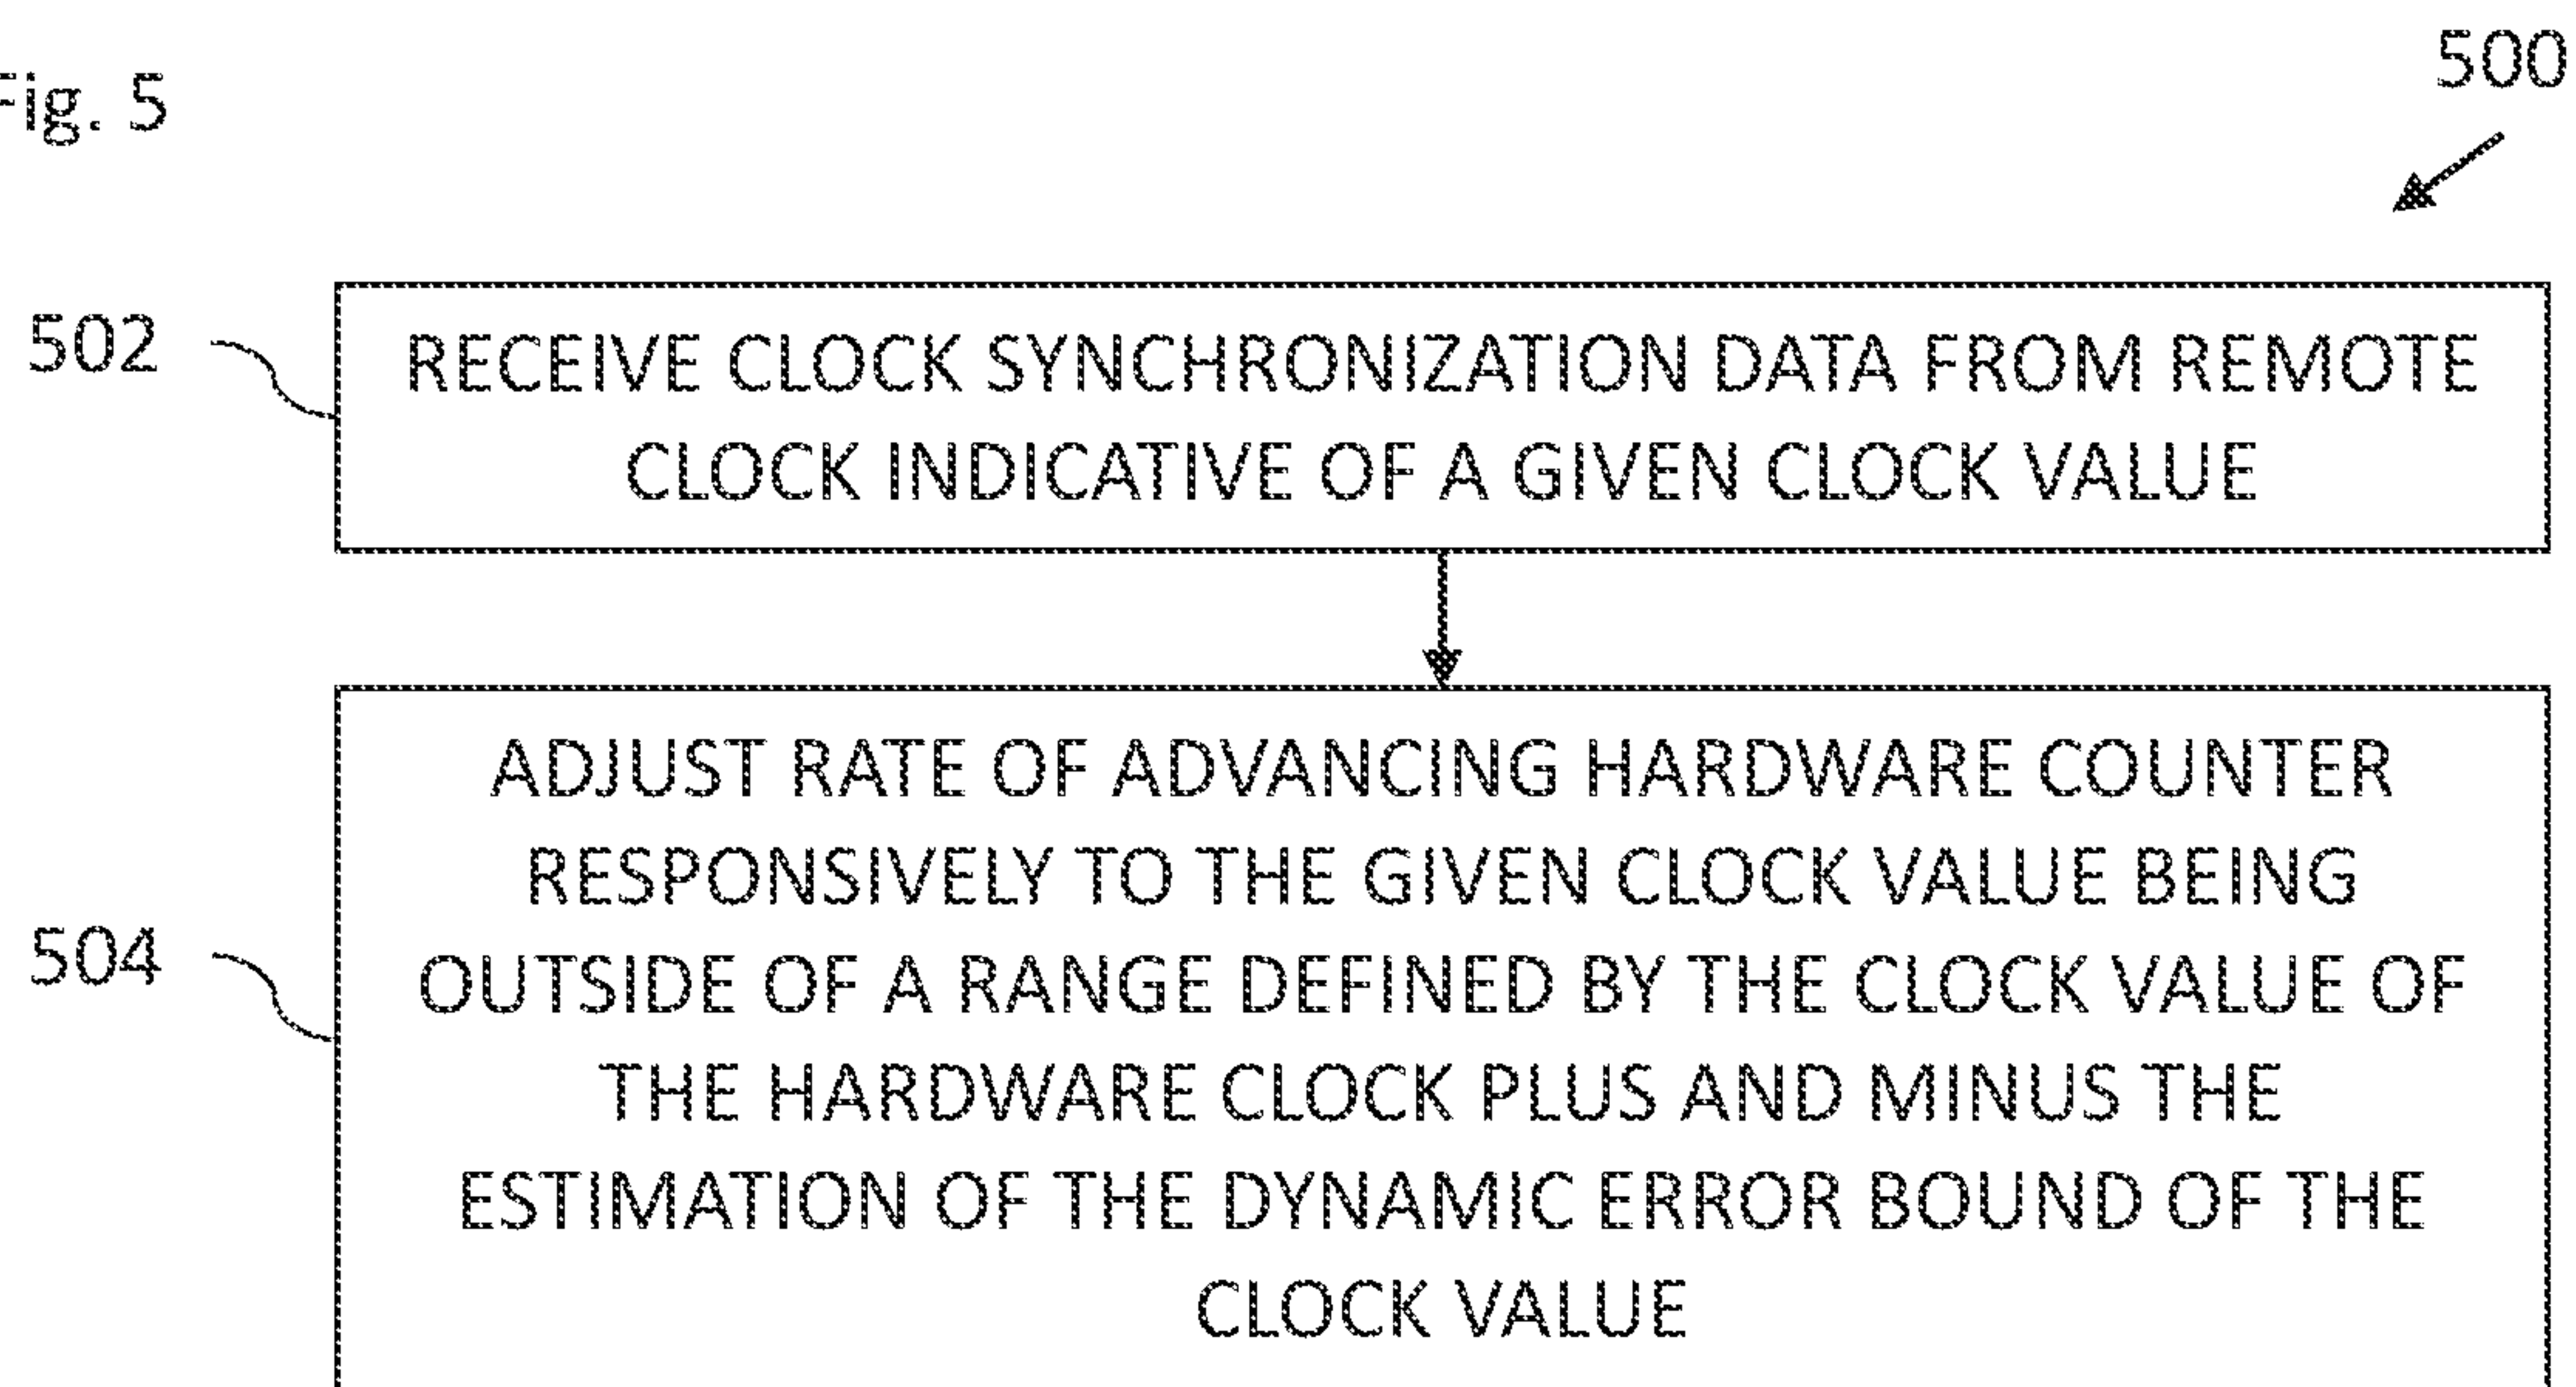 Fig. 5
500
502
RECEIVE CLOCK SYNCHRONIZATION DATA FROM REMOTE
CLOCK INDICATIVE OF A GIVEN CLOCK VALUE
504
ADJUST RATE OF ADVANCING HARDWARE COUNTER
RESPONSIVELY TO THE GIVEN CLOCK VALUE BEING
OUTSIDE OF A RANGE DEFINED BY THE CLOCK VALUE OF
THE HARDWARE CLOCK PLUS AND MINUS THE
ESTIMATION OF THE DYNAMIC ERROR BOUND OF THE
CLOCK VALUE